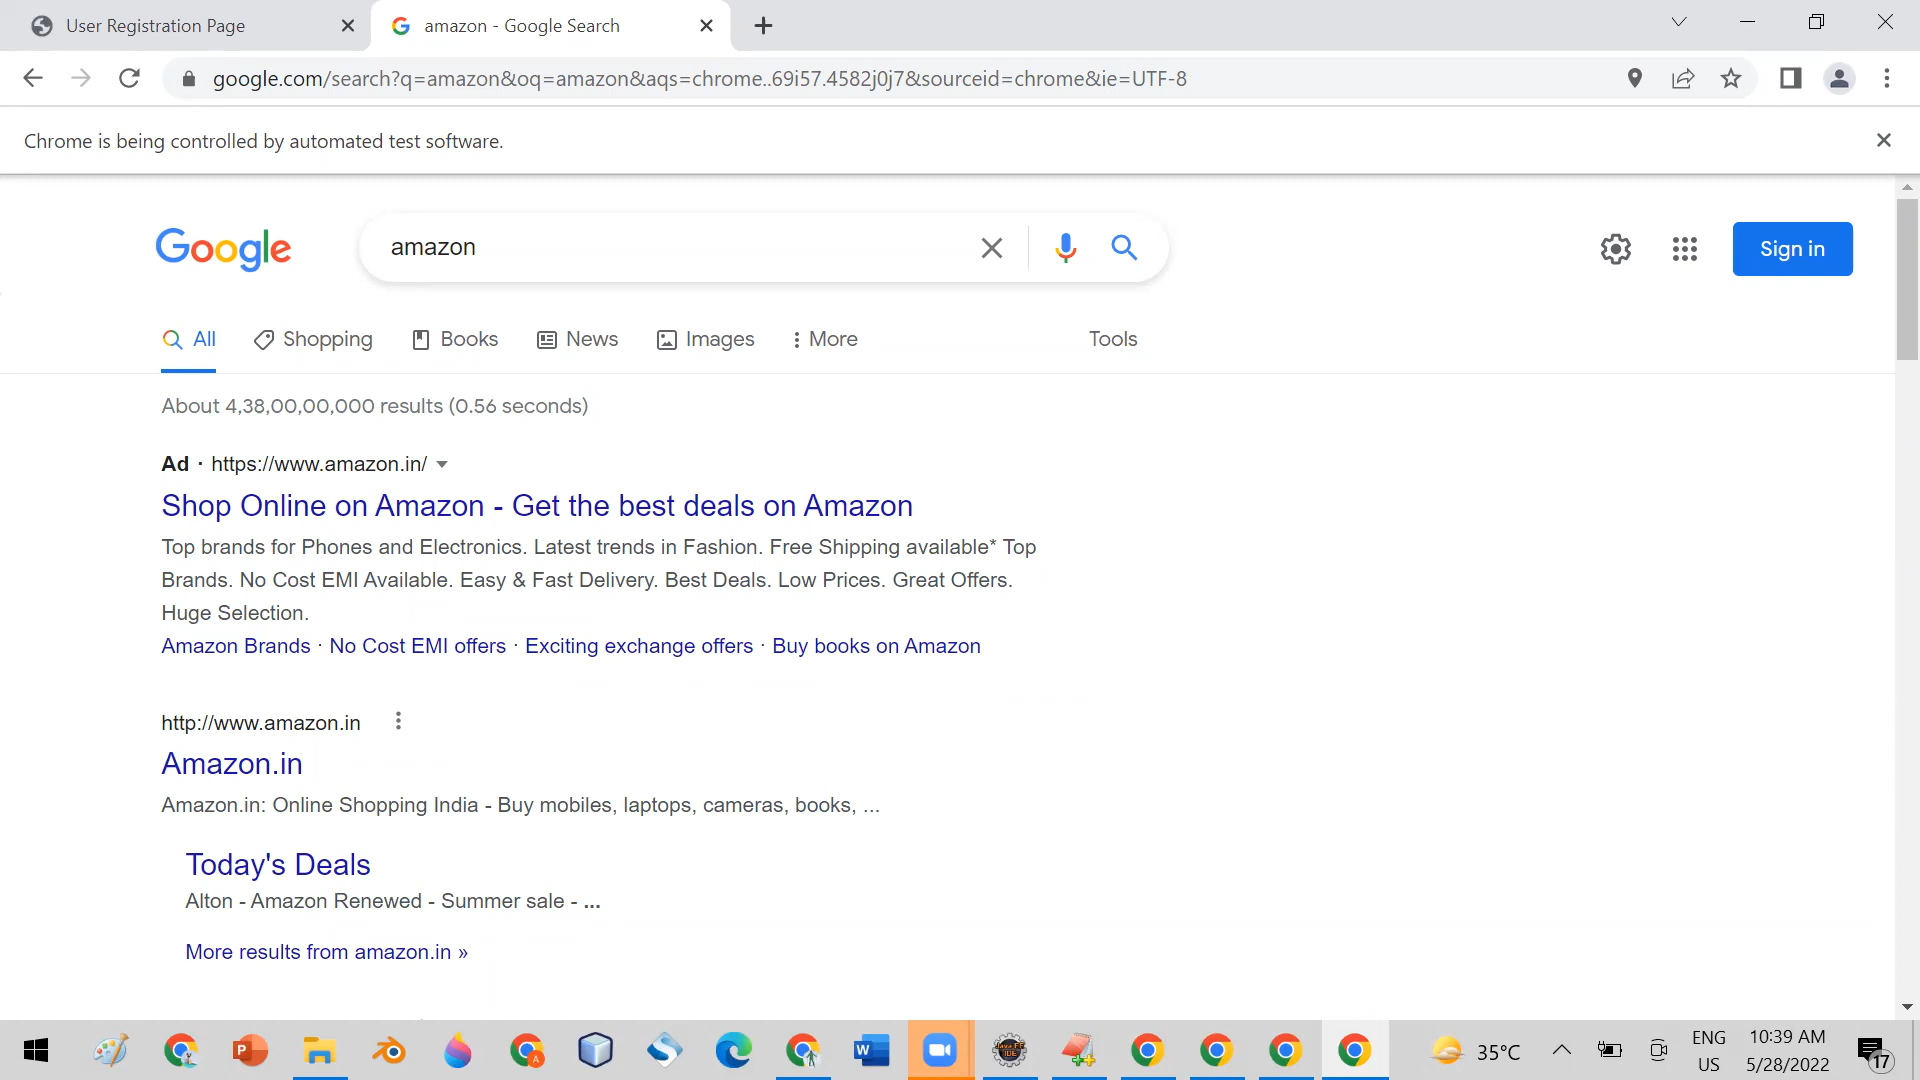 User Registration Page
amazon - Google Search
google.com/search?q=amazon&oq=amazon&aqs=chrome..69i57.4582j0j7&sourceid=chrome&ie=UTF-8
Chrome is being controlled by automated test software.
Google
amazon
Sign in
All
Shopping
Books
News
Images
More
Tools
About 4,38,00,00,000 results (0.56 seconds)
Ad · https://www.amazon.in/
Shop Online on Amazon - Get the best deals on Amazon
Top brands for Phones and Electronics. Latest trends in Fashion. Free Shipping available* Top
Brands. No Cost EMI Available. Easy & Fast Delivery. Best Deals. Low Prices. Great Offers.
Huge Selection.
Amazon Brands · No Cost EMI offers · Exciting exchange offers · Buy books on Amazon
http://www.amazon.in
Amazon.in
Amazon.in: Online Shopping India - Buy mobiles, laptops, cameras, books, ...
Today's Deals
Alton - Amazon Renewed - Summer sale - ...
More results from amazon.in »
35°C
ENG
US
10:39 AM
5/28/2022
17